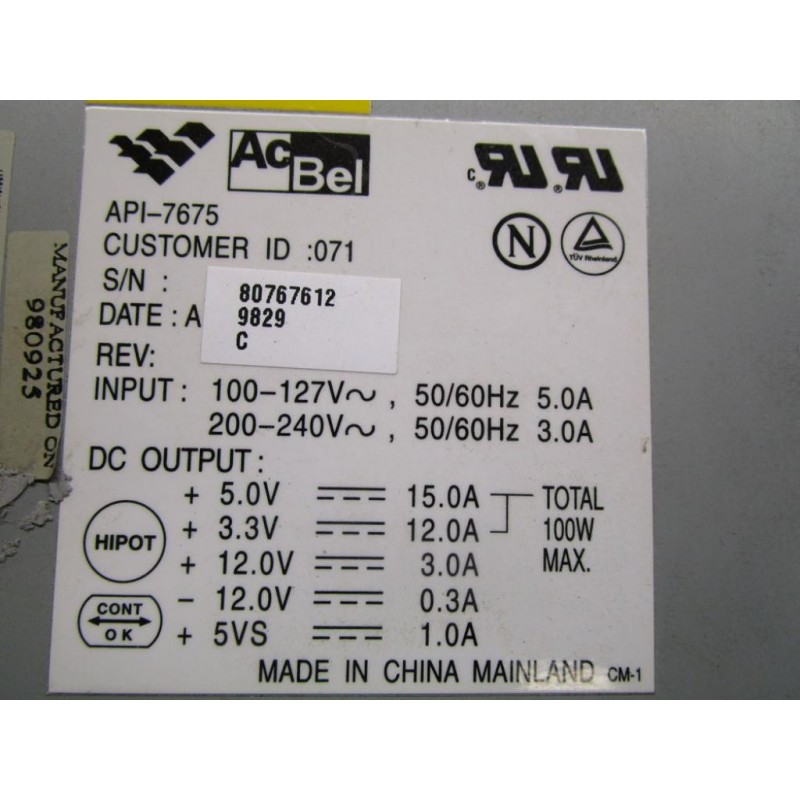 AcBel
c ® UR ® UR
API-7675
CUSTOMER ID :071
N
TÜV Rheinland
S/N :
80767612
DATE : A
9829
REV:
C
INPUT : 100-127V~ , 50/60Hz 5.0A
200-240V~ , 50/60Hz 3.0A
DC OUTPUT :
+ 5.0V 15.0A TOTAL
+ 3.3V 12.0A 100W
+ 12.0V 3.0A MAX.
- 12.0V 0.3A
+ 5VS 1.0A
HIPOT
CONT
OK
MADE IN CHINA MAINLAND CM-1
MANUFACTURED ON
980925